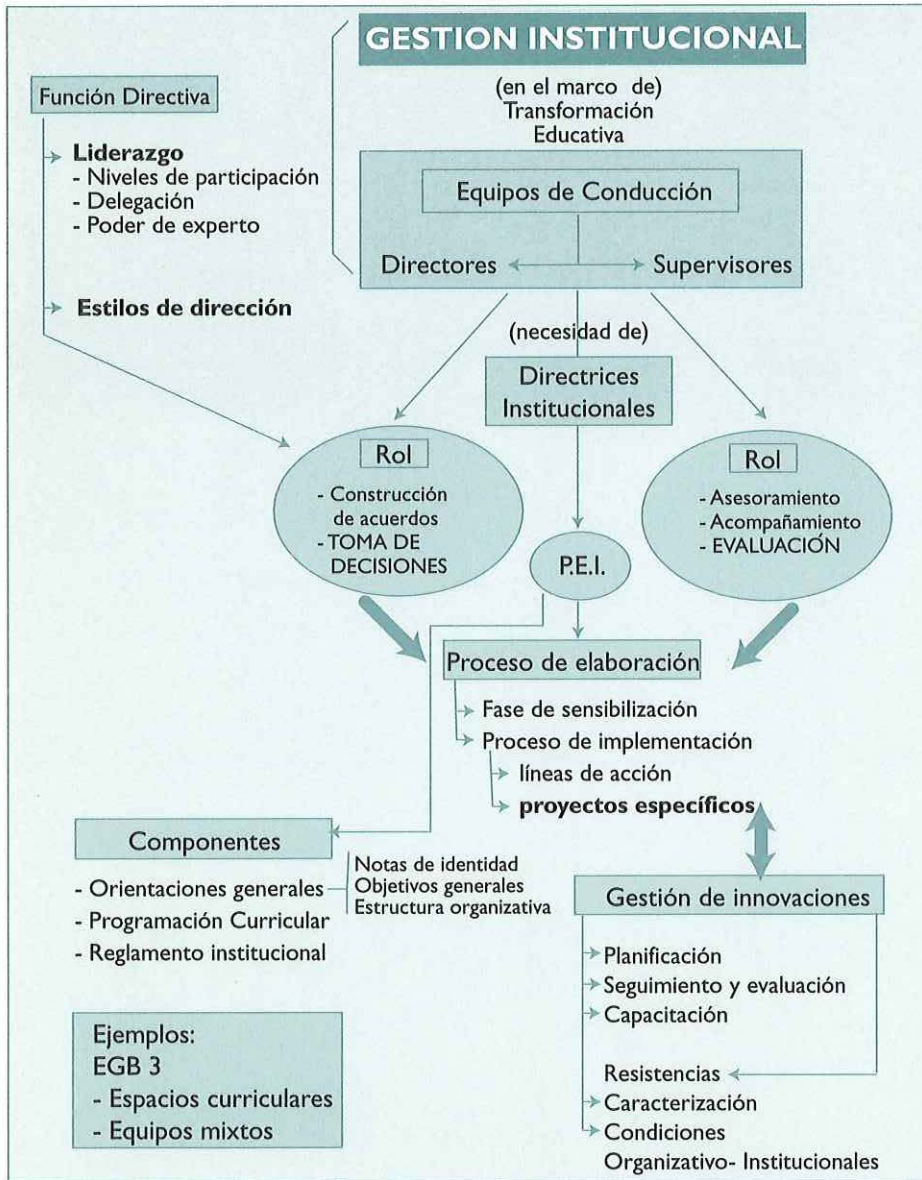 GESTION INSTITUCIONAL
(en el marco de)
Transformación
Educativa
Función Directiva
Liderazgo
- Niveles de participación
- Delegación
- Poder de experto
Estilos de dirección
Equipos de Conducción
Directores
Supervisores
(necesidad de)
Directrices
Institucionales
Rol
- Construcción
de acuerdos
- TOMA DE
DECISIONES
Rol
- Asesoramiento
- Acompañamiento
- EVALUACIÓN
P.E.I.
Proceso de elaboración
Fase de sensibilización
Proceso de implementación
líneas de acción
proyectos específicos
Componentes
- Orientaciones generales
Notas de identidad
Objetivos generales
Estructura organizativa
- Programación Curricular
- Reglamento institucional
Gestión de innovaciones
Planificación
Seguimiento y evaluación
Capacitación
Resistencias
Caracterización
Condiciones
Organizativo- Institucionales
Ejemplos:
EGB 3
- Espacios curriculares
- Equipos mixtos